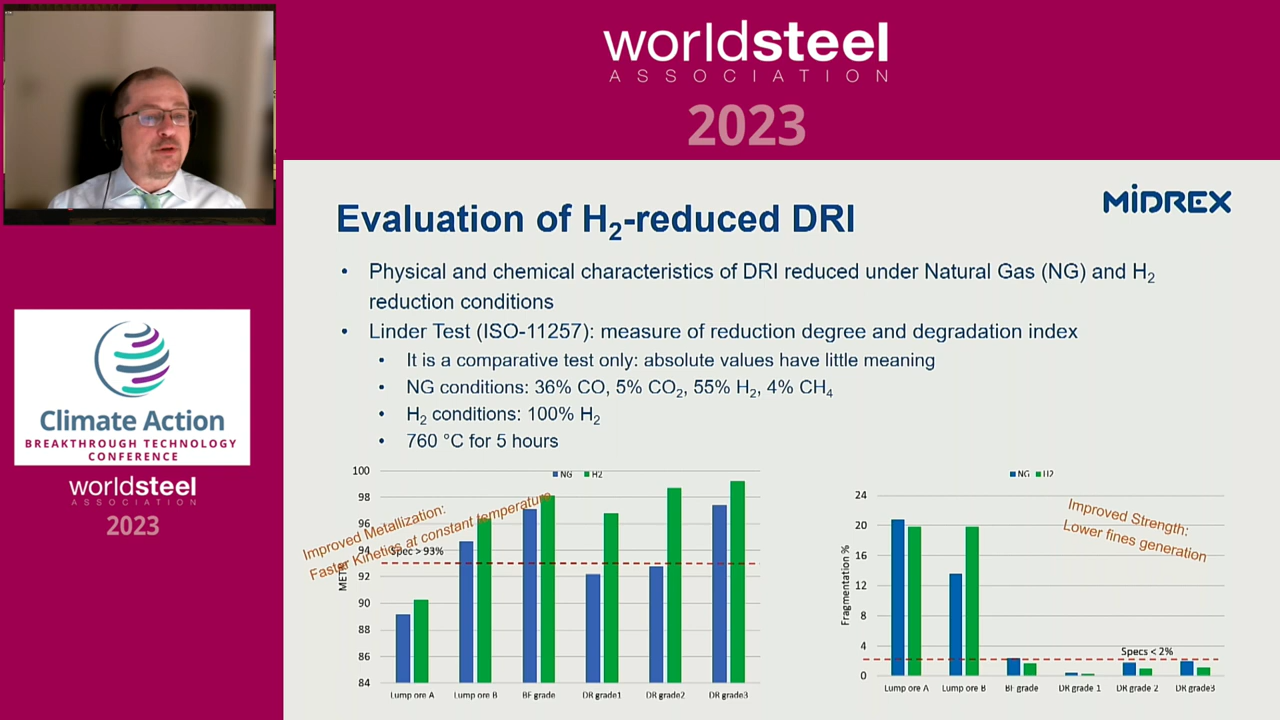 worldsteel
ASSOCIATION
2023
MIDREX
Evaluation of H₂-reduced DRI
• Physical and chemical characteristics of DRI reduced under Natural Gas (NG) and H₂
reduction conditions
• Linder Test (ISO-11257): measure of reduction degree and degradation index
• It is a comparative test only: absolute values have little meaning
• NG conditions: 36% CO, 5% CO₂, 55% H₂, 4% CH₄
• H₂ conditions: 100% H₂
• 760 °C for 5 hours
Climate Action
BREAKTHROUGH TECHNOLOGY
CONFERENCE
worldsteel
ASSOCIATION
2023
NG H2
100
98
96
94
92
90
88
86
84
Improved Metallization:
Faster Kinetics at constant temperature
Spec > 93%
Lump ore A Lump ore B BF grade DR grade1 DR grade2 DR grade3
NG H2
Fragmentation %
24
20
16
12
8
4
0
Improved Strength:
Lower fines generation
Specs < 2%
Lump ore A Lump ore B BF grade DR grade 1 DR grade 2 DR grade3